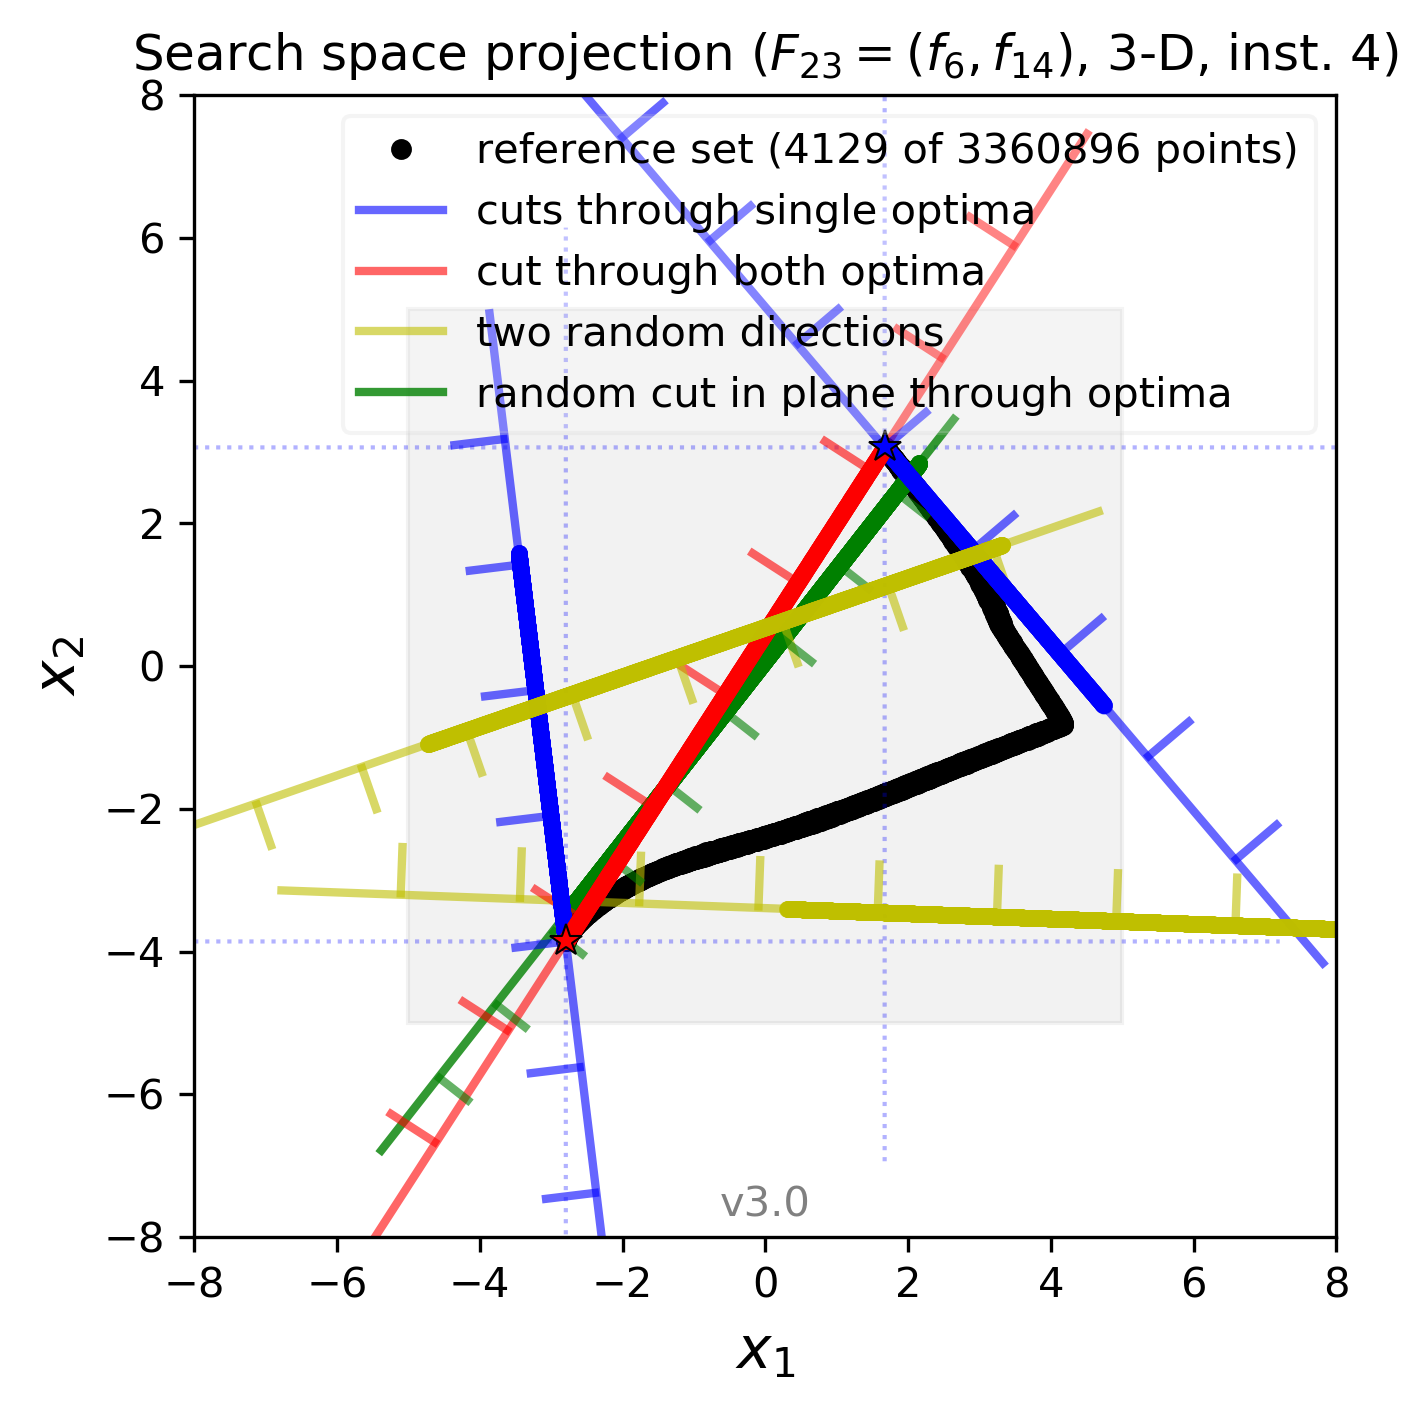 Search space projection (F₂₃ = (f₆, f₁₄), 3-D, inst. 4)
8
6
4
2
0
−2
−4
−6
−8
x₂
reference set (4129 of 3360896 points)
cuts through single optima
cut through both optima
two random directions
random cut in plane through optima
v3.0
−8 −6 −4 −2 0 2 4 6 8
x₁